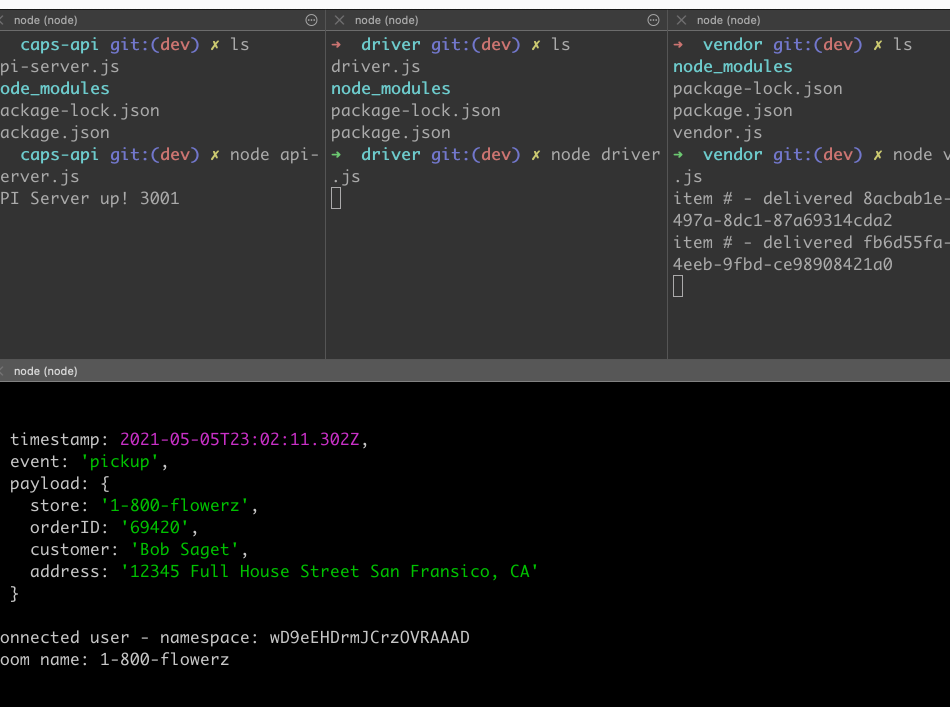 node (node)
caps-api git:(dev) ✗ ls
pi-server.js
ode_modules
ackage-lock.json
ackage.json
caps-api git:(dev) ✗ node api-
erver.js
PI Server up! 3001
node (node)
➜ driver git:(dev) ✗ ls
driver.js
node_modules
package-lock.json
package.json
➜ driver git:(dev) ✗ node driver
.js
node (node)
➜ vendor git:(dev) ✗ ls
node_modules
package-lock.json
package.json
vendor.js
➜ vendor git:(dev) ✗ node v
.js
item # - delivered 8acbab1e-
497a-8dc1-87a69314cda2
item # - delivered fb6d55fa-
4eeb-9fbd-ce98908421a0
node (node)
timestamp: 2021-05-05T23:02:11.302Z,
event: 'pickup',
payload: {
store: '1-800-flowerz',
orderID: '69420',
customer: 'Bob Saget',
address: '12345 Full House Street San Fransico, CA'
}
onnected user - namespace: wD9eEHDrmJCrzOVRAAAD
oom name: 1-800-flowerz